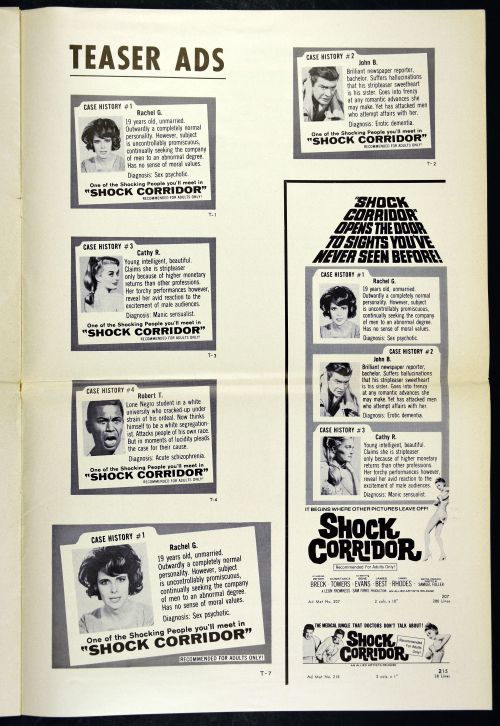 TEASER ADS
CASE HISTORY #1
Rachel G.
19 years old, unmarried.
Outwardly a completely normal
personality. However, subject
is uncontrollably promiscuous,
continually seeking the company
of men to an abnormal degree.
Has no sense of moral values.
Diagnosis: Sex psychotic.
One of the Shocking People you'll meet in
"SHOCK CORRIDOR"
RECOMMENDED FOR ADULTS ONLY!
T-1
CASE HISTORY #3
Cathy R.
Young intelligent, beautiful.
Claims she is stripteaser
only because of higher monetary
returns than other professions.
Her torchy performances however,
reveal her avid reaction to the
excitement of male audiences.
Diagnosis: Manic sensualist.
One of the Shocking People you'll meet in
"SHOCK CORRIDOR"
RECOMMENDED FOR ADULTS ONLY!
T-3
CASE HISTORY #4
Robert T.
Lone Negro student in a white
university who cracked-up under
strain of his ordeal. Now thinks
himself to be a white segregation-
ist. Attacks people of his own race.
But in moments of lucidity pleads
the case for their cause.
Diagnosis: Acute schizophrenia.
One of the Shocking People you'll meet in
"SHOCK CORRIDOR"
RECOMMENDED FOR ADULTS ONLY!
T-4
CASE HISTORY #1
Rachel G.
19 years old, unmarried.
Outwardly a completely normal
personality. However, subject
is uncontrollably promiscuous,
continually seeking the company
of men to an abnormal degree.
Has no sense of moral values.
Diagnosis: Sex psychotic.
One of the Shocking People you'll meet in
"SHOCK CORRIDOR"
RECOMMENDED FOR ADULTS ONLY!
T-7
CASE HISTORY #2
John B.
Brilliant newspaper reporter,
bachelor. Suffers hallucinations
that his stripteaser sweetheart
is his sister. Goes into frenzy
at any romantic advances she
may make. Yet has attacked men
who attempt affairs with her.
Diagnosis: Erotic dementia.
One of the Shocking People you'll meet in
"SHOCK CORRIDOR"
RECOMMENDED FOR ADULTS ONLY!
T-2
"SHOCK
CORRIDOR"
OPENS THE DOOR
TO SIGHTS YOU'VE
NEVER SEEN BEFORE!
CASE HISTORY #1
Rachel G.
19 years old, unmarried.
Outwardly a completely normal
personality. However, subject
is uncontrollably promiscuous,
continually seeking the company
of men to an abnormal degree.
Has no sense of moral values.
Diagnosis: Sex psychotic.
CASE HISTORY #2
John B.
Brilliant newspaper reporter,
bachelor. Suffers hallucinations
that his stripteaser sweetheart
is his sister. Goes into frenzy
at any romantic advances she
may make. Yet has attacked men
who attempt affairs with her.
Diagnosis: Erotic dementia.
CASE HISTORY #3
Cathy R.
Young intelligent, beautiful.
Claims she is stripteaser
only because of higher monetary
returns than other professions.
Her torchy performances however,
reveal her avid reaction to the
excitement of male audiences.
Diagnosis: Manic sensualist.
IT BEGINS WHERE OTHER PICTURES LEAVE OFF!
SHOCK
CORRIDOR
Recommended For Adults Only!
BRECK TOWERS EVANS BEST RHODES
SAMUEL FULLER
207
Ad Mat No. 207 2 cols. x 10" 280 Lines
THE MEDICAL JUNGLE THAT DOCTORS DON'T TALK ABOUT!
SHOCK
CORRIDOR
Recommended
For Adults
Only!
AN ALLIED ARTISTS RELEASE
215
Ad Mat No. 215 2 cols. x 1" 28 Lines